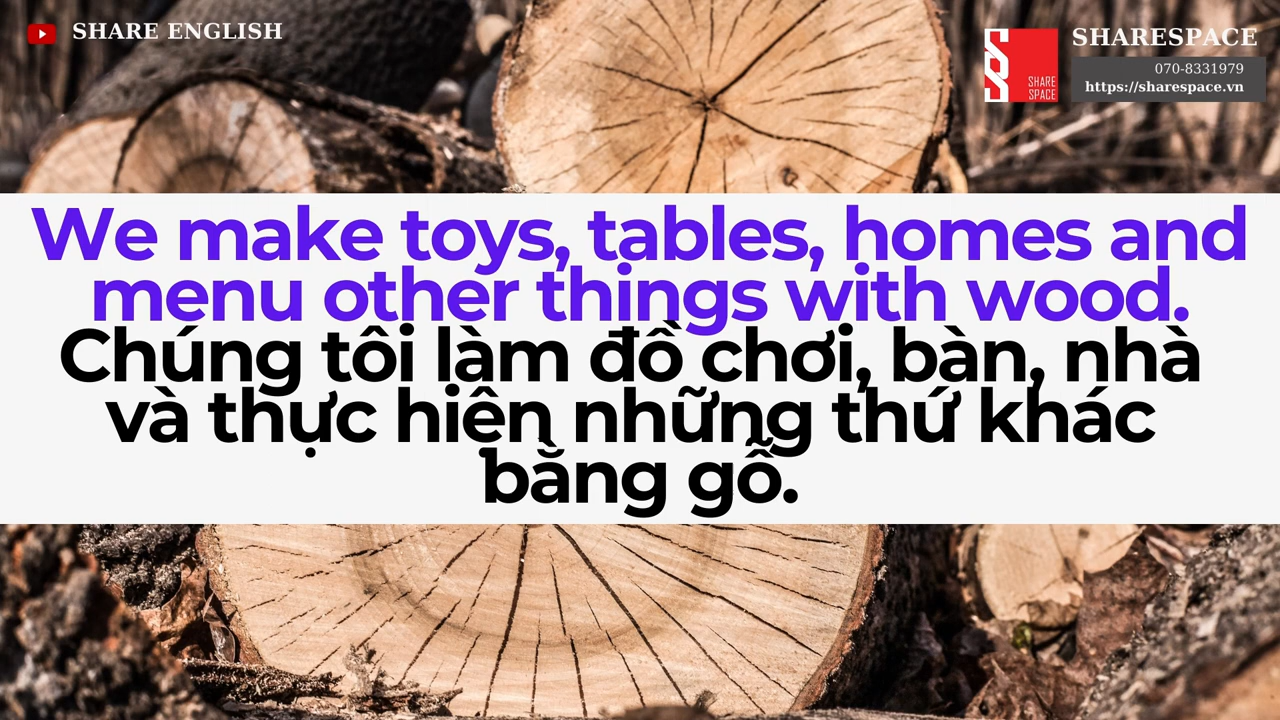 SHARE ENGLISH
SHARESPACE
070-8331979
https://sharespace.vn
SHARE
SPACE
We make toys, tables, homes and
menu other things with wood.
Chúng tôi làm đồ chơi, bàn, nhà
và thực hiện những thứ khác
bằng gỗ.